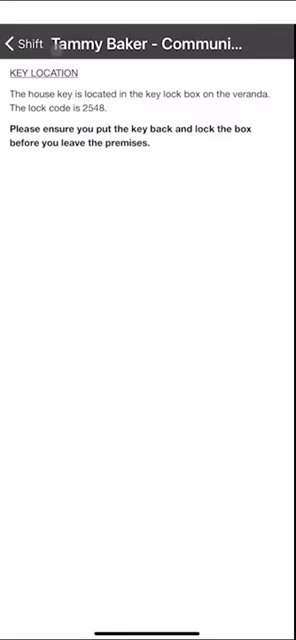 Shift Tammy Baker - Communi...
KEY LOCATION
The house key is located in the key lock box on the veranda.
The lock code is 2548.
Please ensure you put the key back and lock the box
before you leave the premises.